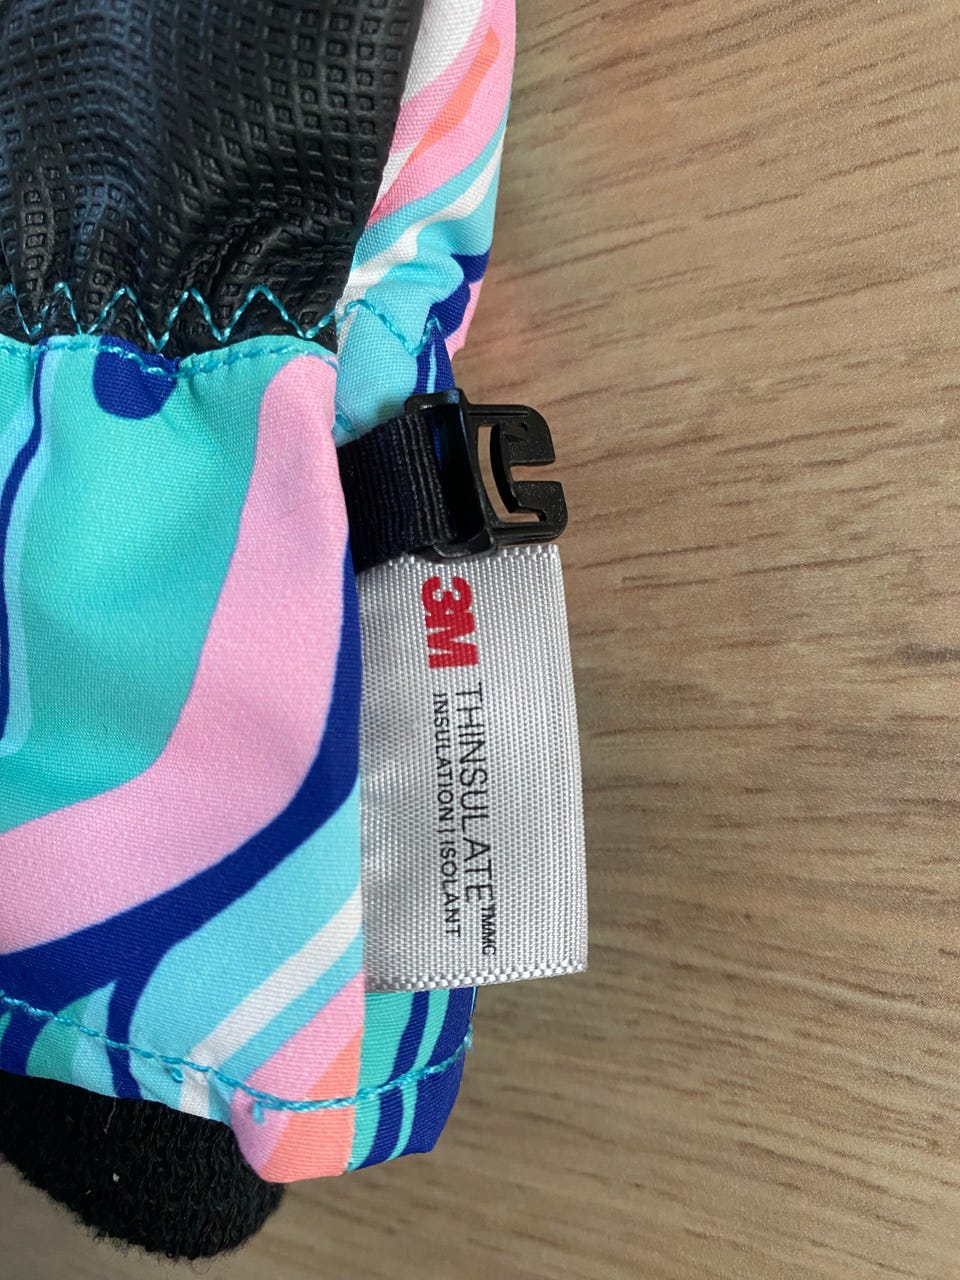 3M
THINSULATE™MC
INSULATION | ISOLANT